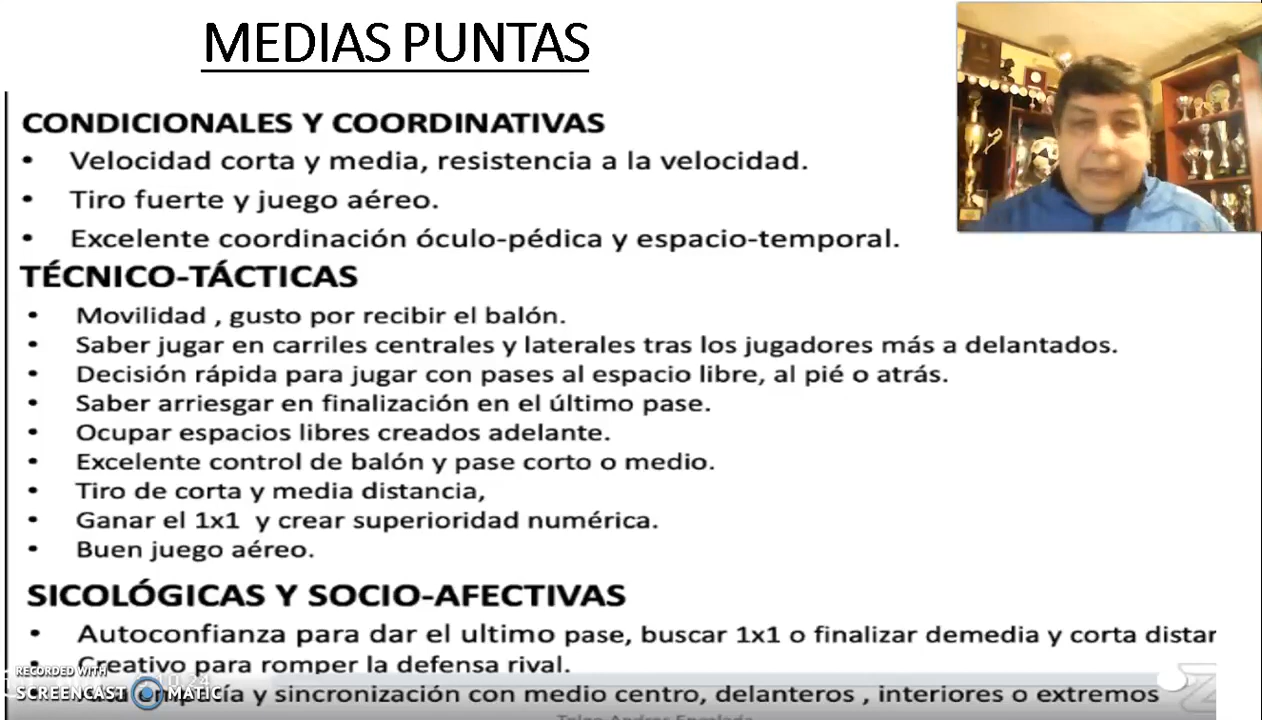 MEDIAS PUNTAS
CONDICIONALES Y COORDINATIVAS
• Velocidad corta y media, resistencia a la velocidad.
• Tiro fuerte y juego aéreo.
• Excelente coordinación óculo-pédica y espacio-temporal.
TÉCNICO-TÁCTICAS
• Movilidad , gusto por recibir el balón.
• Saber jugar en carriles centrales y laterales tras los jugadores más a delantados.
• Decisión rápida para jugar con pases al espacio libre, al pié o atrás.
• Saber arriesgar en finalización en el último pase.
• Ocupar espacios libres creados adelante.
• Excelente control de balón y pase corto o medio.
• Tiro de corta y media distancia,
• Ganar el 1x1 y crear superioridad numérica.
• Buen juego aéreo.
SICOLÓGICAS Y SOCIO-AFECTIVAS
• Autoconfianza para dar el ultimo pase, buscar 1x1 o finalizar demedia y corta distar
• Creativo para romper la defensa rival.
empatía y sincronización con medio centro, delanteros , interiores o extremos
RECORDED WITH
SCREENCAST MATIC
10:24